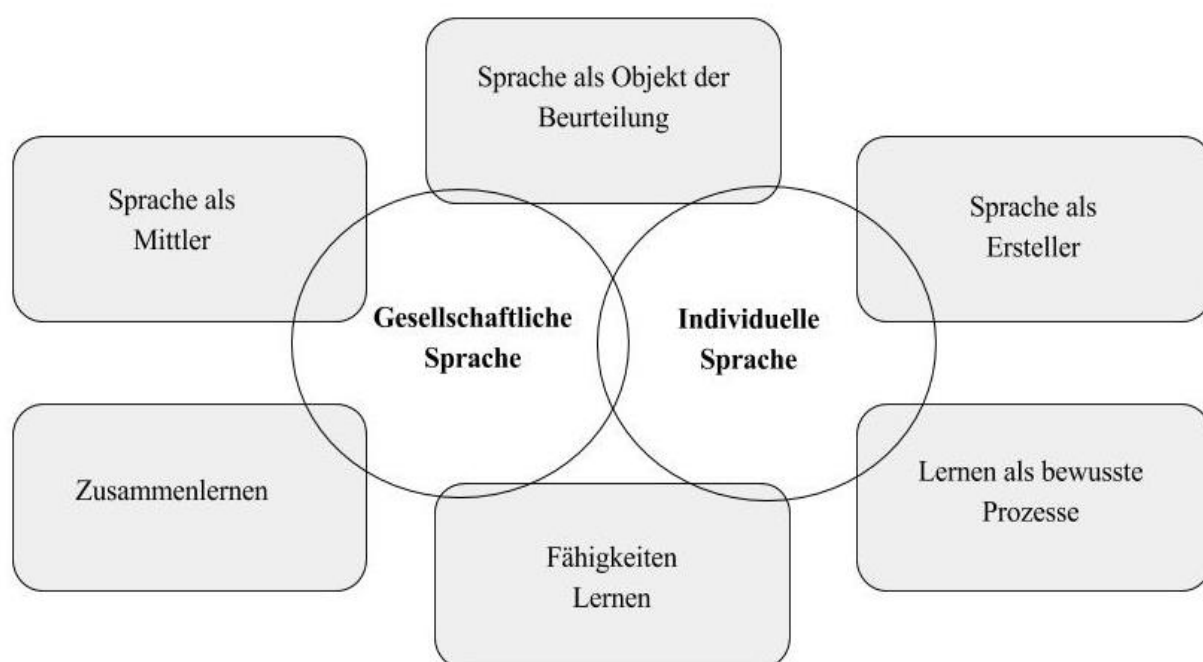 Sprache als Objekt der
Beurteilung
Sprache als
Mittler
Sprache als
Ersteller
Gesellschaftliche
Sprache
Individuelle
Sprache
Zusammenlernen
Lernen als bewusste
Prozesse
Fähigkeiten
Lernen